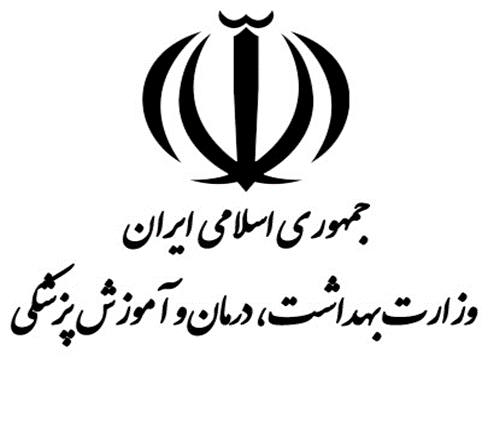 جمهوری اسلامی ایران
وزارت بهداشت، درمان و آموزش پزشکی